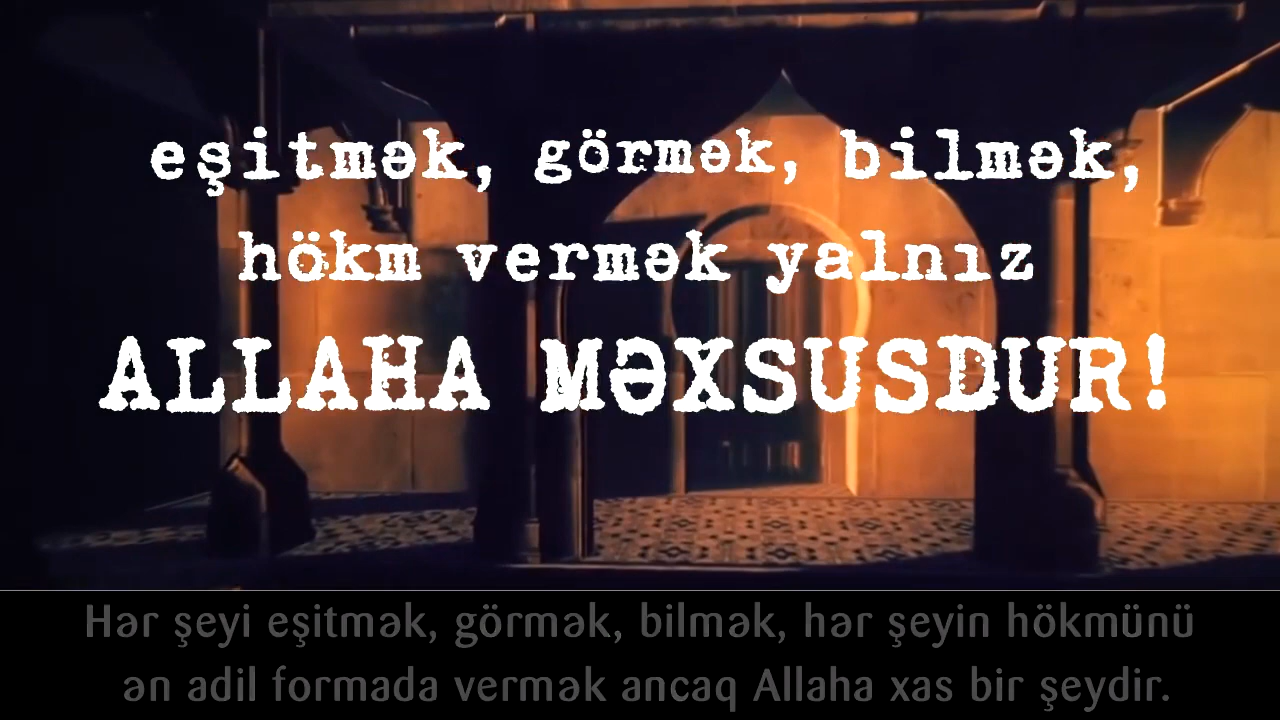 eşitmək, görmək, bilmək,
hökm vermək yalnız
ALLAHA MƏXSUSDUR!
Hər şeyi eşitmək, görmək, bilmək, hər şeyin hökmünü
ən adil formada vermək ancaq Allaha xas bir şeydir.